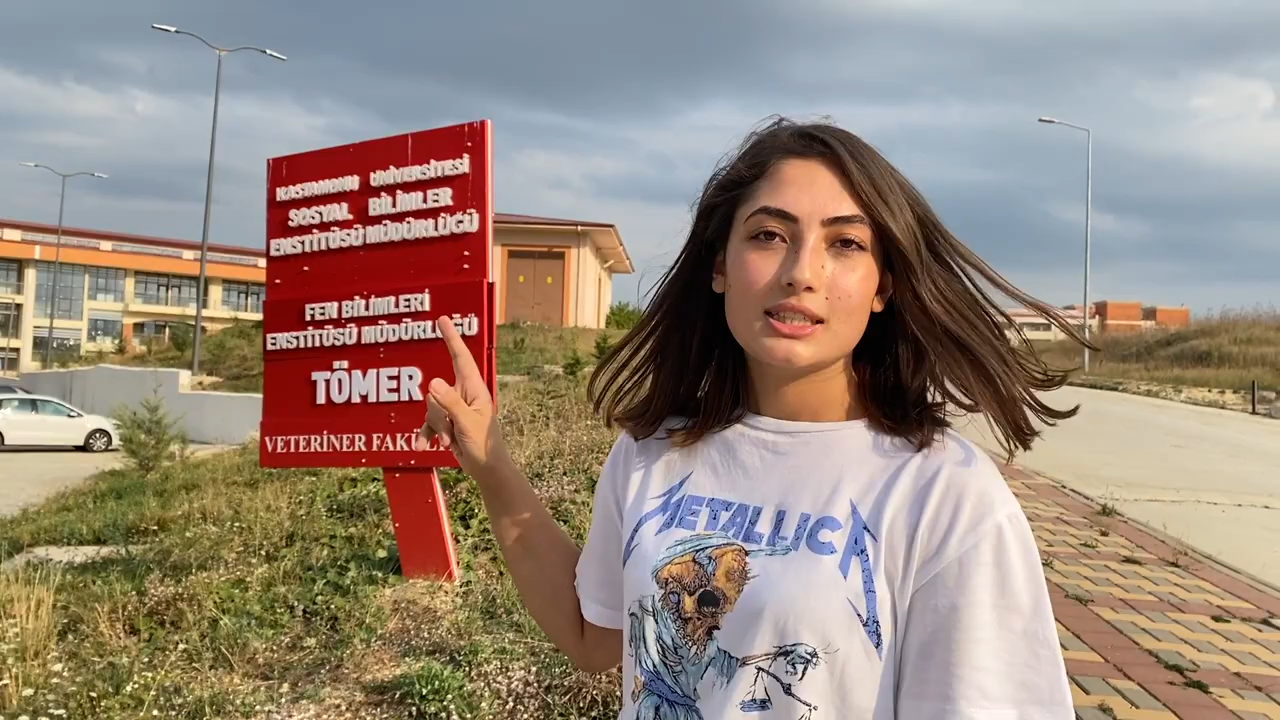 KASTAMONU ÜNİVERSİTESİ
SOSYAL BİLİMLER
ENSTİTÜSÜ MÜDÜRLÜĞÜ
FEN BİLİMLERİ
ENSTİTÜSÜ MÜDÜRLÜĞÜ
TÖMER
VETERİNER
METALLICA